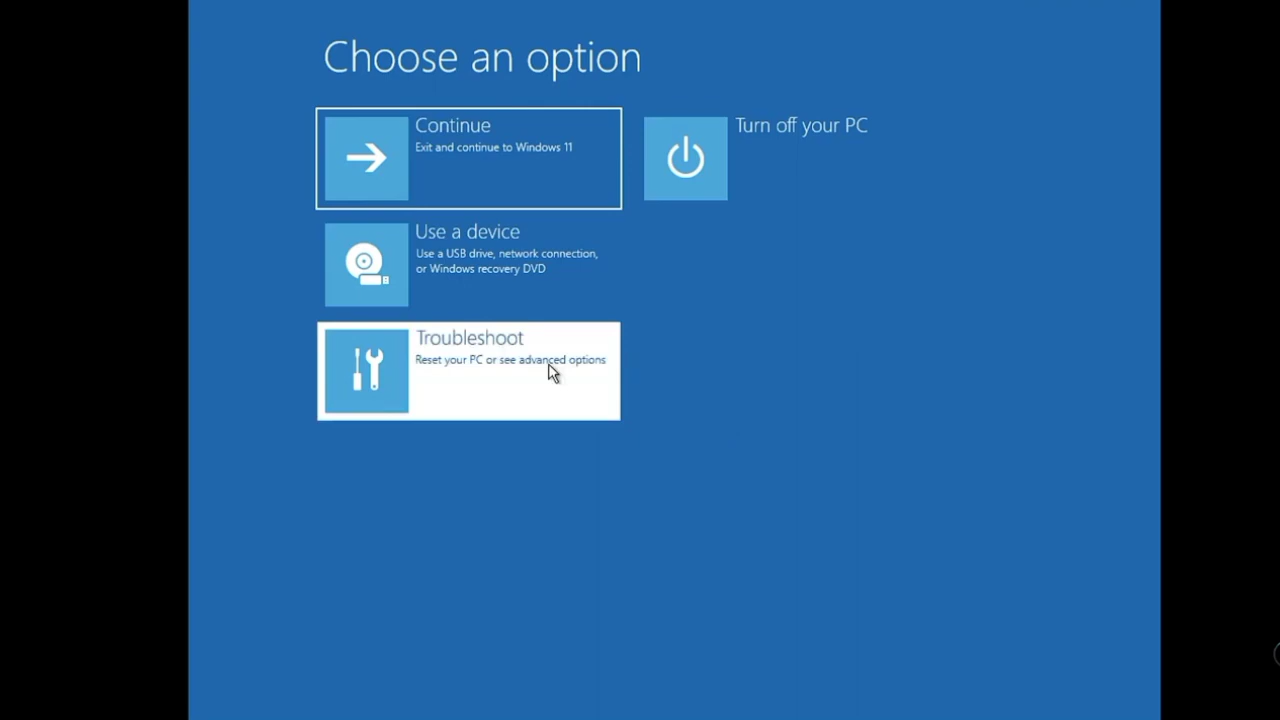 Choose an option
Continue
Exit and continue to Windows 11
Turn off your PC
Use a device
Use a USB drive, network connection,
or Windows recovery DVD
Troubleshoot
Reset your PC or see advanced options